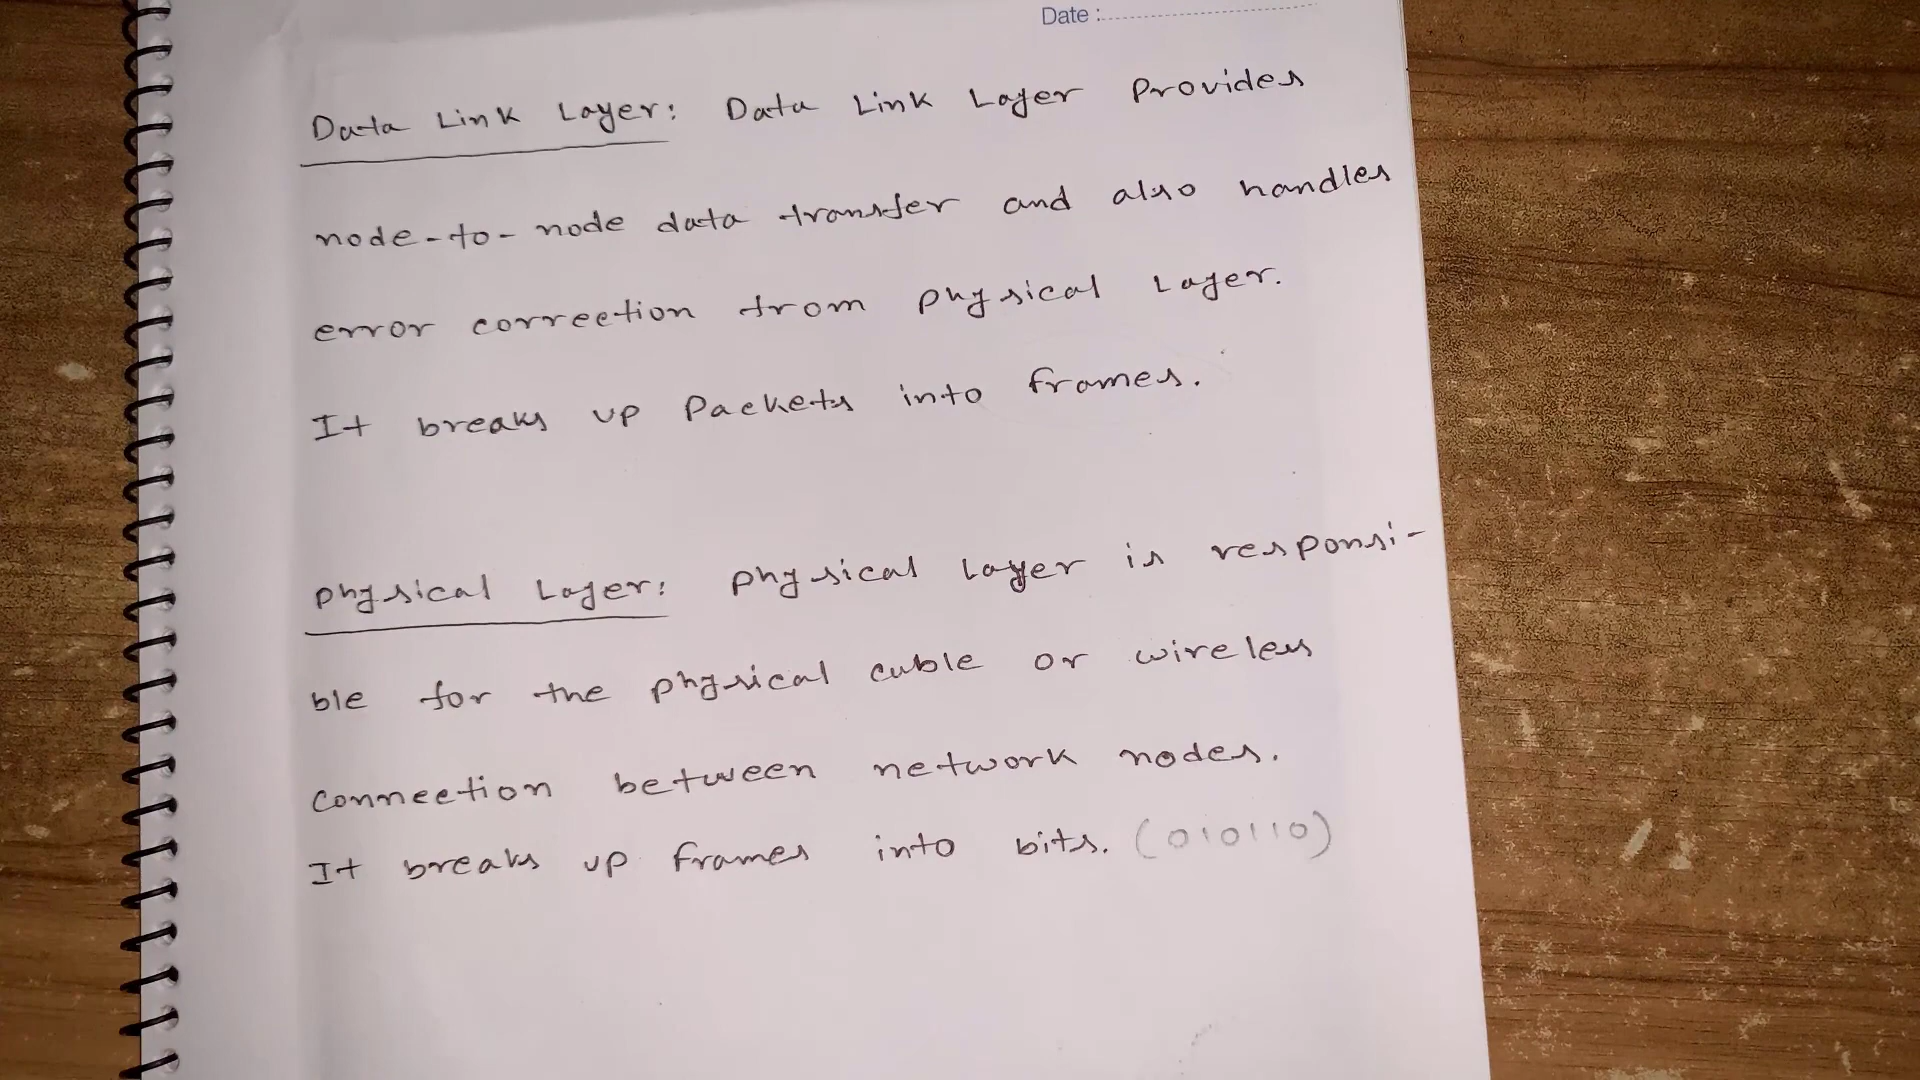 Date :
Data Link Layer: Data Link Layer Provides
node-to-node data transfer and also handles
error correction from physical Layer.
It breaks up Packets into frames.
Physical Layer: Physical Layer is responsi-
ble for the physical cable or wireless
connection between network nodes.
It breaks up frames into bits. (010110)